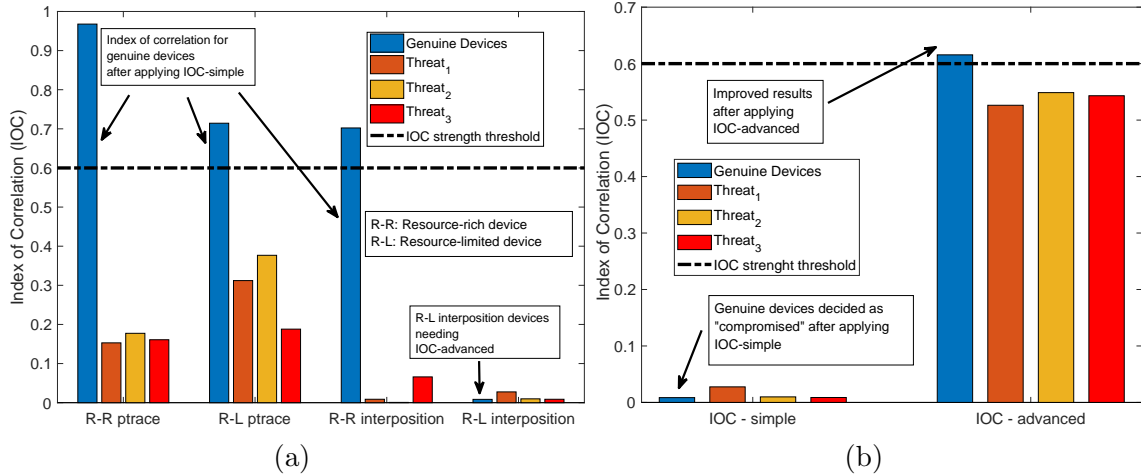 Index of Correlation (IOC)
1
0.9
0.8
0.7
0.6
0.5
0.4
0.3
0.2
0.1
0
Index of correlation for
genuine devices
after applying IOC-simple
Genuine Devices
Threat1
Threat2
Threat3
IOC strength threshold
R-R: Resource-rich device
R-L: Resource-limited device
R-L interposition devices
needing
IOC-advanced
R-R ptrace
R-L ptrace
R-R interposition
R-L interposition
(a)
Index of Correlation (IOC)
0.7
0.6
0.5
0.4
0.3
0.2
0.1
0
Improved results
after applying
IOC-advanced
Genuine Devices
Threat1
Threat2
Threat3
IOC strenght threshold
Genuine devices decided as
"compromised" after applying
IOC-simple
IOC - simple
IOC - advanced
(b)